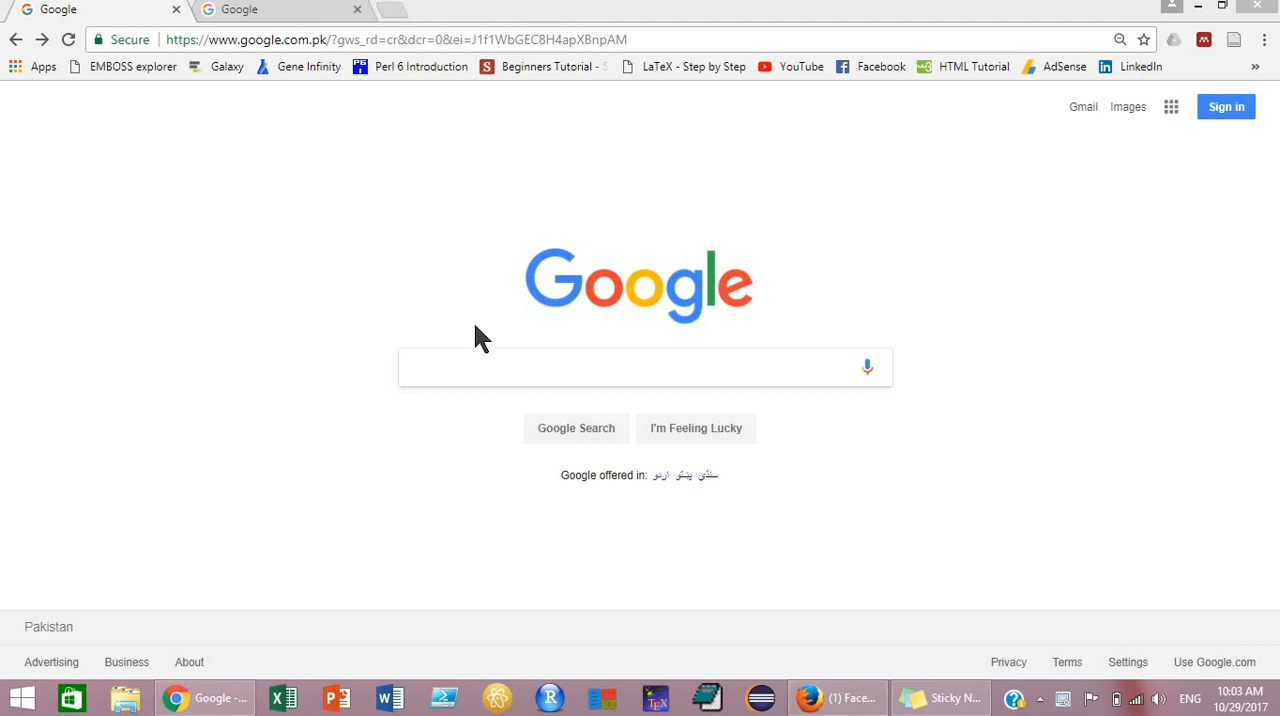 Google
Google
Secure
https://www.google.com.pk/?gws_rd=cr&dcr=0&ei=J1f1WbGEC8H4apXBnpAM
Apps EMBOSS explorer Galaxy Gene Infinity Perl 6 Introduction Beginners Tutorial - LaTeX - Step by Step YouTube Facebook HTML Tutorial AdSense LinkedIn »
Gmail Images Sign in
Google
Google Search I'm Feeling Lucky
Google offered in: اردو پښتو سنڌي
Pakistan
Advertising Business About Privacy Terms Settings Use Google.com
Google -... (1) Face... Sticky N... ENG 10:03 AM
10/29/2017